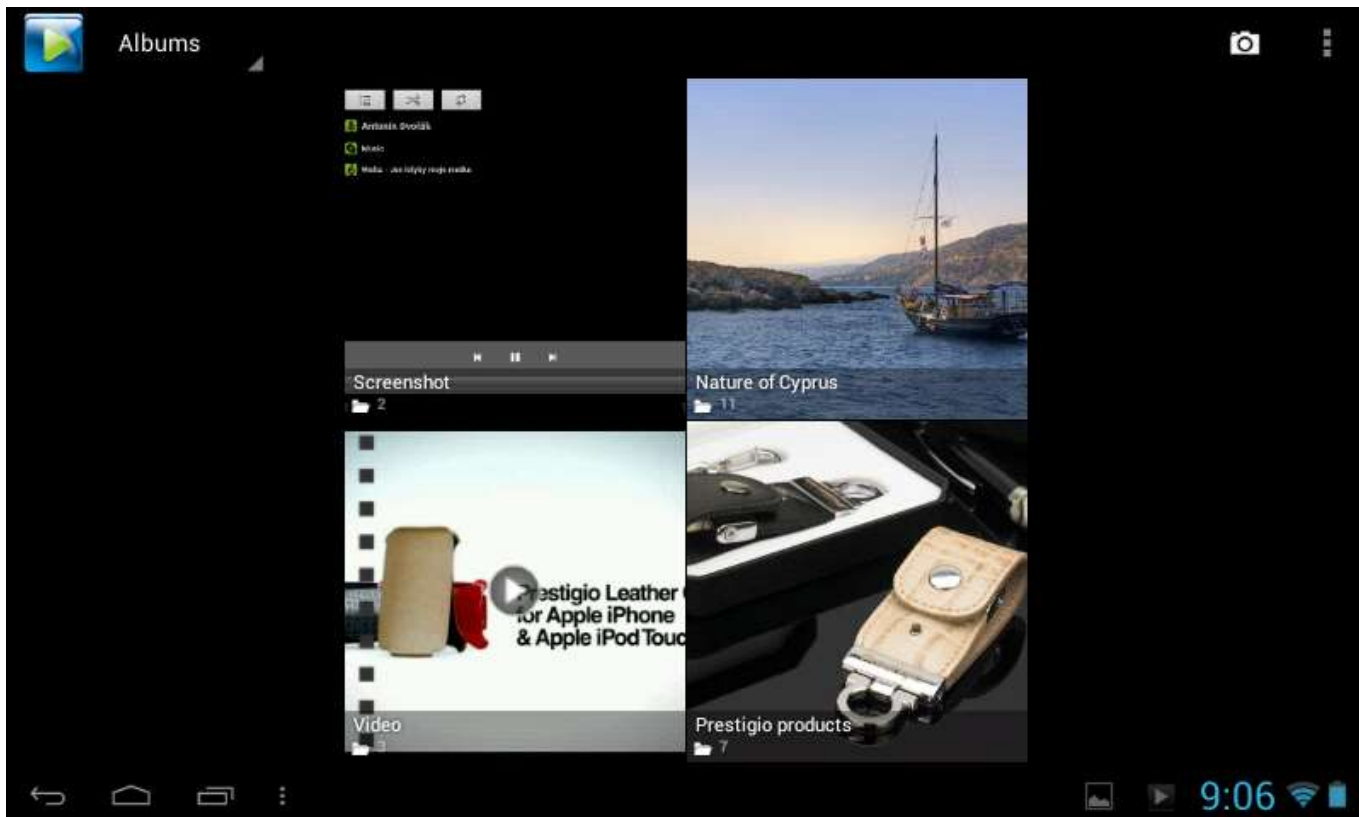 Albums
Antonín Dvořák
Music
Screenshot
2
Nature of Cyprus
11
Prestigio Leather
for Apple iPhone
& Apple iPod Touc
Video
3
Prestigio products
7
9:06